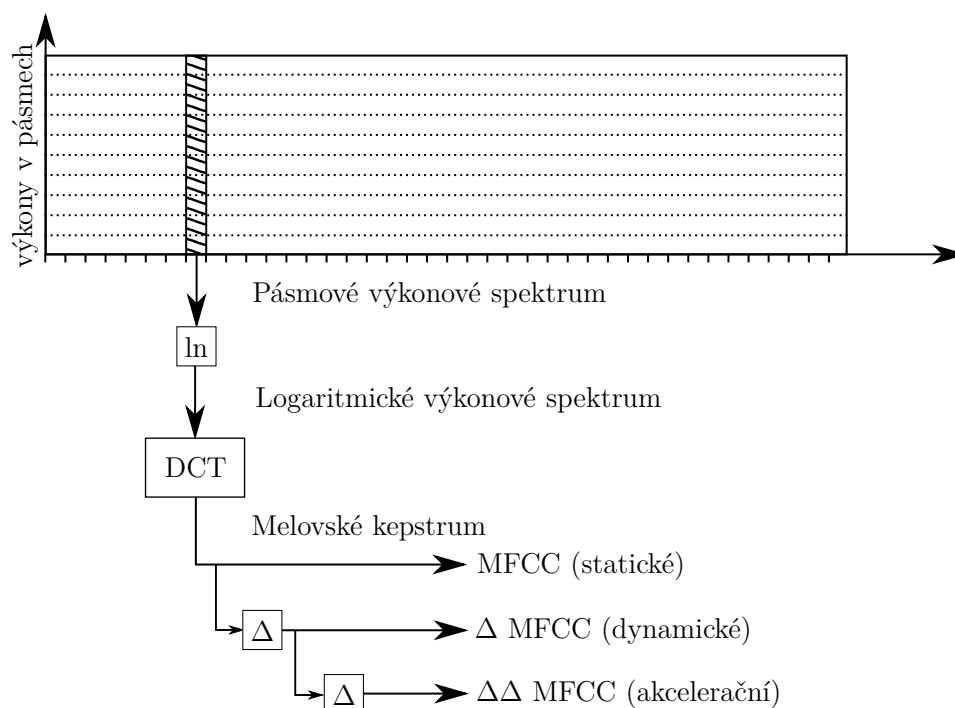 výkony v pásmech
Pásmové výkonové spektrum
ln
Logaritmické výkonové spektrum
DCT
Melovské kepstrum
MFCC (statické)
Δ
Δ MFCC (dynamické)
Δ
ΔΔ MFCC (akcelerační)